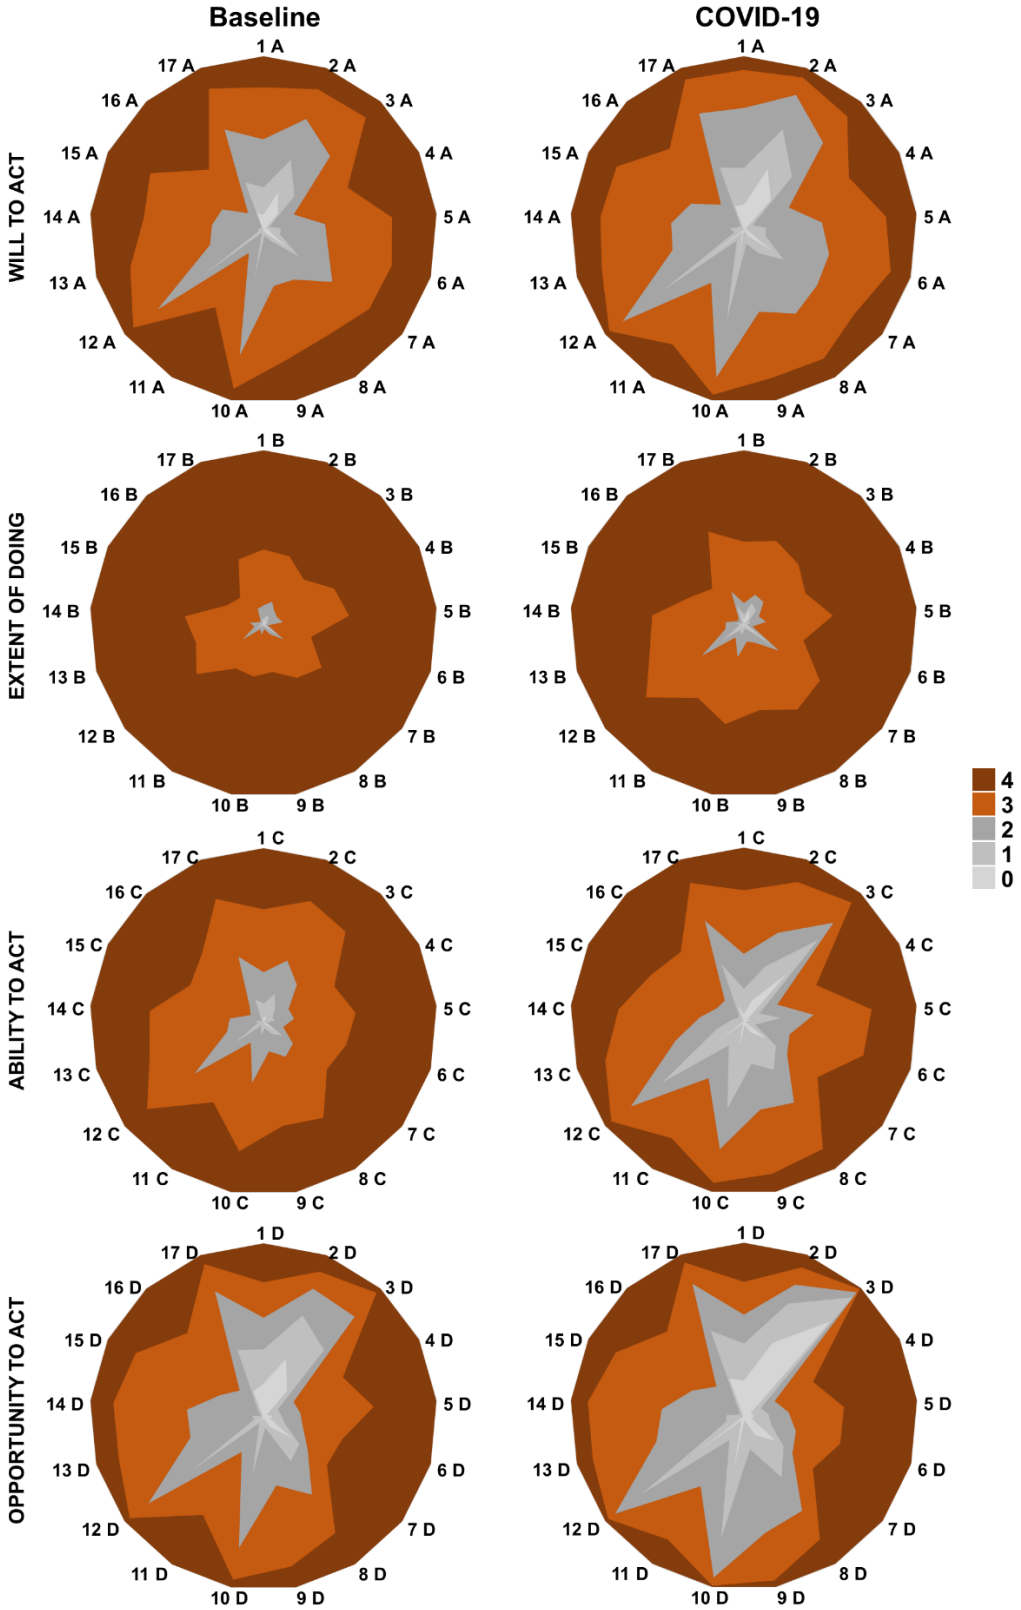 Baseline
COVID-19
WILL TO ACT
1 A
2 A
3 A
4 A
5 A
6 A
7 A
8 A
9 A
10 A
11 A
12 A
13 A
14 A
15 A
16 A
17 A
1 A
2 A
3 A
4 A
5 A
6 A
7 A
8 A
9 A
10 A
11 A
12 A
13 A
14 A
15 A
16 A
17 A
EXTENT OF DOING
1 B
2 B
3 B
4 B
5 B
6 B
7 B
8 B
9 B
10 B
11 B
12 B
13 B
14 B
15 B
16 B
17 B
1 B
2 B
3 B
4 B
5 B
6 B
7 B
8 B
9 B
10 B
11 B
12 B
13 B
14 B
15 B
16 B
17 B
4
3
2
1
0
ABILITY TO ACT
1 C
2 C
3 C
4 C
5 C
6 C
7 C
8 C
9 C
10 C
11 C
12 C
13 C
14 C
15 C
16 C
17 C
1 C
2 C
3 C
4 C
5 C
6 C
7 C
8 C
9 C
10 C
11 C
12 C
13 C
14 C
15 C
16 C
17 C
OPPORTUNITY TO ACT
1 D
2 D
3 D
4 D
5 D
6 D
7 D
8 D
9 D
10 D
11 D
12 D
13 D
14 D
15 D
16 D
17 D
1 D
2 D
3 D
4 D
5 D
6 D
7 D
8 D
9 D
10 D
11 D
12 D
13 D
14 D
15 D
16 D
17 D